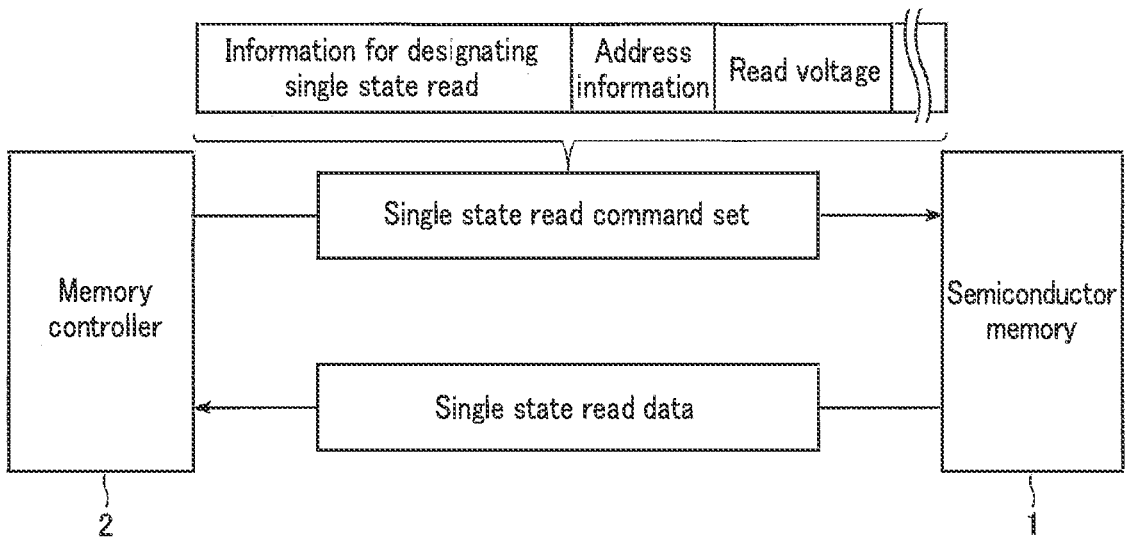 Information for designating
single state read
Address
information
Read voltage
Single state read command set
Memory
controller
Semiconductor
memory
Single state read data
2
1